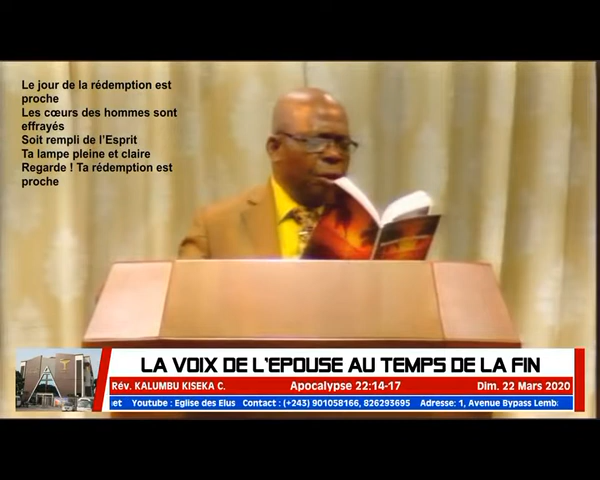 Le jour de la rédemption est
proche
Les cœurs des hommes sont
effrayés
Soit rempli de l'Esprit
Ta lampe pleine et claire
Regarde ! Ta rédemption est
proche
LA VOIX DE L'EPOUSE AU TEMPS DE LA FIN
Rév. KALUMBU KISEKA C. Apocalypse 22:14-17 Dim. 22 Mars 2020
et Youtube : Eglise des Elus Contact : (+243) 901058166, 826293695 Adresse: 1, Avenue Bypass Lemb